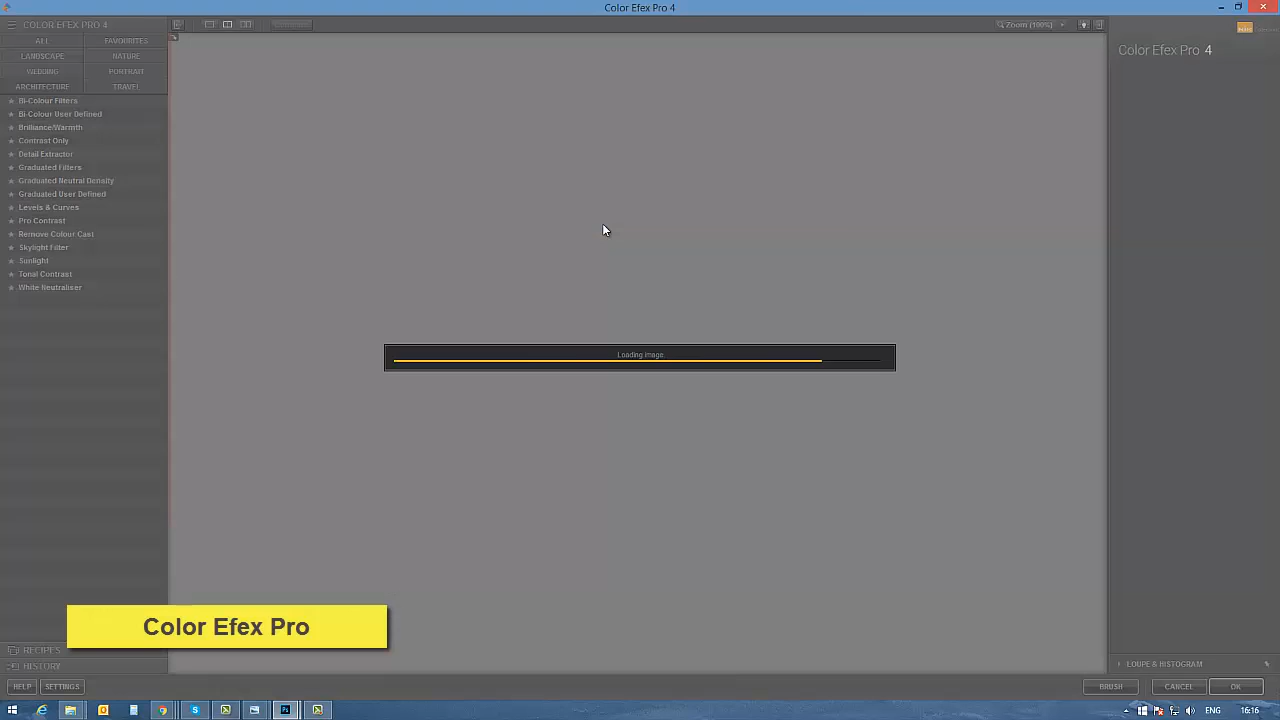 Color Efex Pro 4
COLOR EFEX PRO 4
Zoom (100%)
ALL
FAVOURITES
LANDSCAPE
NATURE
WEDDING
PORTRAIT
ARCHITECTURE
TRAVEL
Bi-Colour Filters
Bi-Colour User Defined
Brilliance/Warmth
Contrast Only
Detail Extractor
Graduated Filters
Graduated Neutral Density
Graduated User Defined
Levels & Curves
Pro Contrast
Remove Colour Cast
Skylight Filter
Sunlight
Tonal Contrast
White Neutraliser
Color Efex Pro 4
Loading image.
Color Efex Pro
RECIPES
HISTORY
LOUPE & HISTOGRAM
HELP
SETTINGS
BRUSH
CANCEL
OK
ENG
16:16